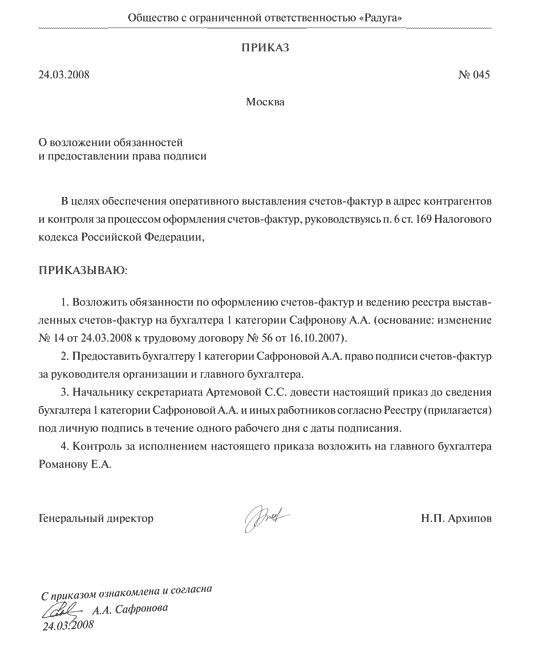 Общество с ограниченной ответственностью «Радуга»
ПРИКАЗ
24.03.2008 № 045
Москва
О возложении обязанностей
и предоставлении права подписи
В целях обеспечения оперативного выставления счетов-фактур в адрес контрагентов
и контроля за процессом оформления счетов-фактур, руководствуясь п. 6 ст. 169 Налогового
кодекса Российской Федерации,
ПРИКАЗЫВАЮ:
1. Возложить обязанности по оформлению счетов-фактур и ведению реестра выстав-
ленных счетов-фактур на бухгалтера 1 категории Сафронову А.А. (основание: изменение
№ 14 от 24.03.2008 к трудовому договору № 56 от 16.10.2007).
2. Предоставить бухгалтеру 1 категории Сафроновой А.А. право подписи счетов-фактур
за руководителя организации и главного бухгалтера.
3. Начальнику секретариата Артемовой С.С. довести настоящий приказ до сведения
бухгалтера 1 категории Сафроновой А.А. и иных работников согласно Реестру (прилагается)
под личную подпись в течение одного рабочего дня с даты подписания.
4. Контроль за исполнением настоящего приказа возложить на главного бухгалтера
Романову Е.А.
Генеральный директор Н.П. Архипов
С приказом ознакомлена и согласна
А.А. Сафронова
24.03.2008